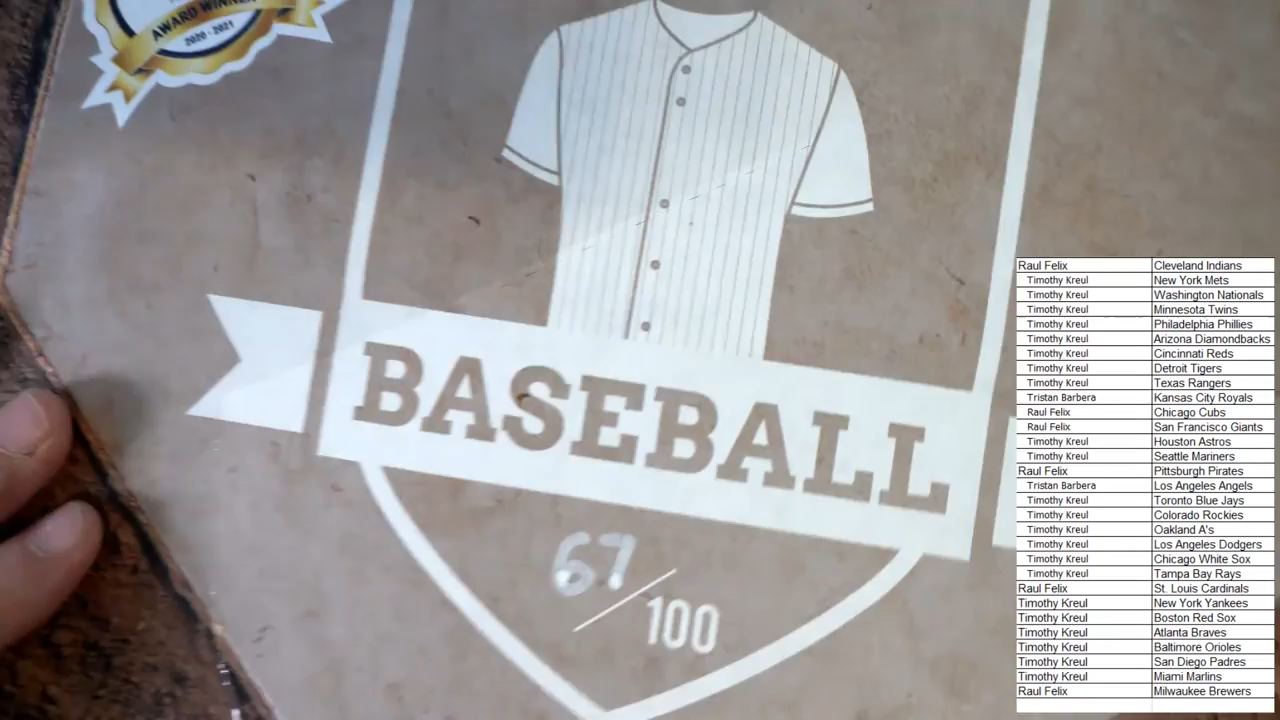 AWARD WINNER
2020 - 2021
BASEBALL
67/100
Raul Felix Cleveland Indians
Timothy Kreul New York Mets
Timothy Kreul Washington Nationals
Timothy Kreul Minnesota Twins
Timothy Kreul Philadelphia Phillies
Timothy Kreul Arizona Diamondbacks
Timothy Kreul Cincinnati Reds
Timothy Kreul Detroit Tigers
Timothy Kreul Texas Rangers
Tristan Barbera Kansas City Royals
Raul Felix Chicago Cubs
Raul Felix San Francisco Giants
Timothy Kreul Houston Astros
Timothy Kreul Seattle Mariners
Raul Felix Pittsburgh Pirates
Tristan Barbera Los Angeles Angels
Timothy Kreul Toronto Blue Jays
Timothy Kreul Colorado Rockies
Timothy Kreul Oakland A's
Timothy Kreul Los Angeles Dodgers
Timothy Kreul Chicago White Sox
Timothy Kreul Tampa Bay Rays
Raul Felix St. Louis Cardinals
Timothy Kreul New York Yankees
Timothy Kreul Boston Red Sox
Timothy Kreul Atlanta Braves
Timothy Kreul Baltimore Orioles
Timothy Kreul San Diego Padres
Timothy Kreul Miami Marlins
Raul Felix Milwaukee Brewers